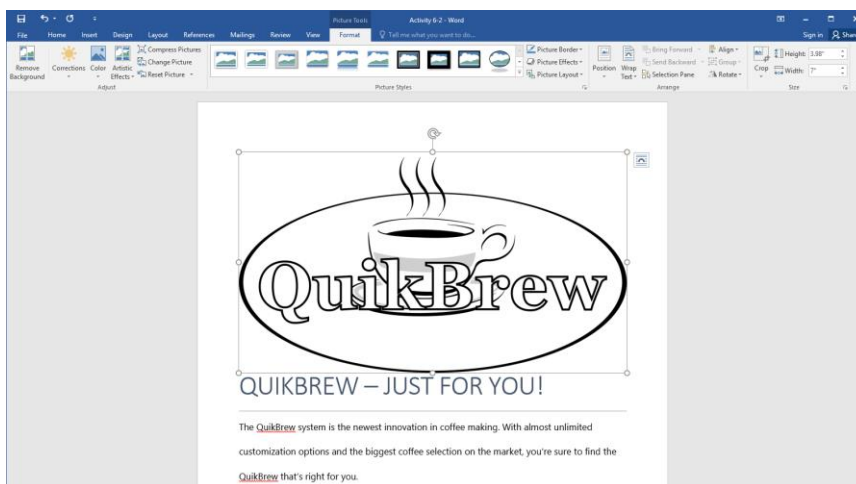 Picture Tools
Activity 6-2 - Word
File Home Insert Design Layout References Mailings Review View Format Tell me what you want to do... Sign in Share
Remove Background
Corrections
Color
Artistic Effects
Compress Pictures
Change Picture
Reset Picture
Adjust
Picture Styles
Picture Border
Picture Effects
Picture Layout
Position
Wrap Text
Bring Forward
Send Backward
Selection Pane
Align
Group
Rotate
Arrange
Crop
Height: 3.98"
Width: 7"
Size
QuikBrew
QUIKBREW – JUST FOR YOU!
The QuikBrew system is the newest innovation in coffee making. With almost unlimited
customization options and the biggest coffee selection on the market, you're sure to find the
QuikBrew that's right for you.